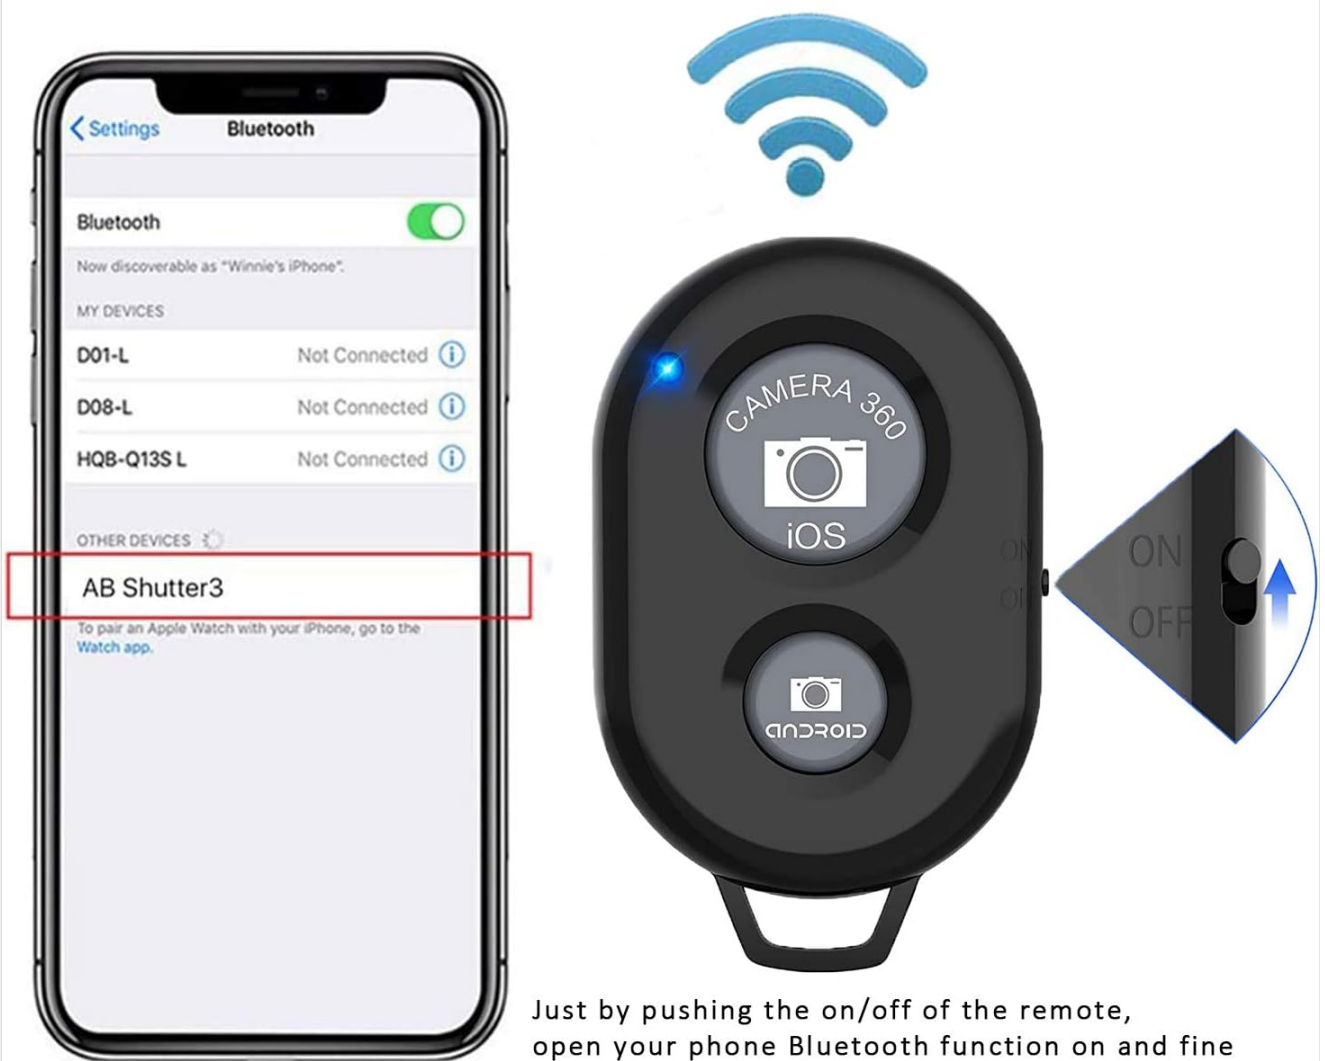 Settings
Bluetooth
Bluetooth
Now discoverable as "Winnie's iPhone".
MY DEVICES
D01-L Not Connected i
D08-L Not Connected i
HQB-Q13S L Not Connected i
OTHER DEVICES
AB Shutter3
To pair an Apple Watch with your iPhone, go to the
Watch app.
CAMERA 360
iOS
ANDROID
ON
OFF
ON
OFF
Just by pushing the on/off of the remote,
open your phone Bluetooth function on and fine